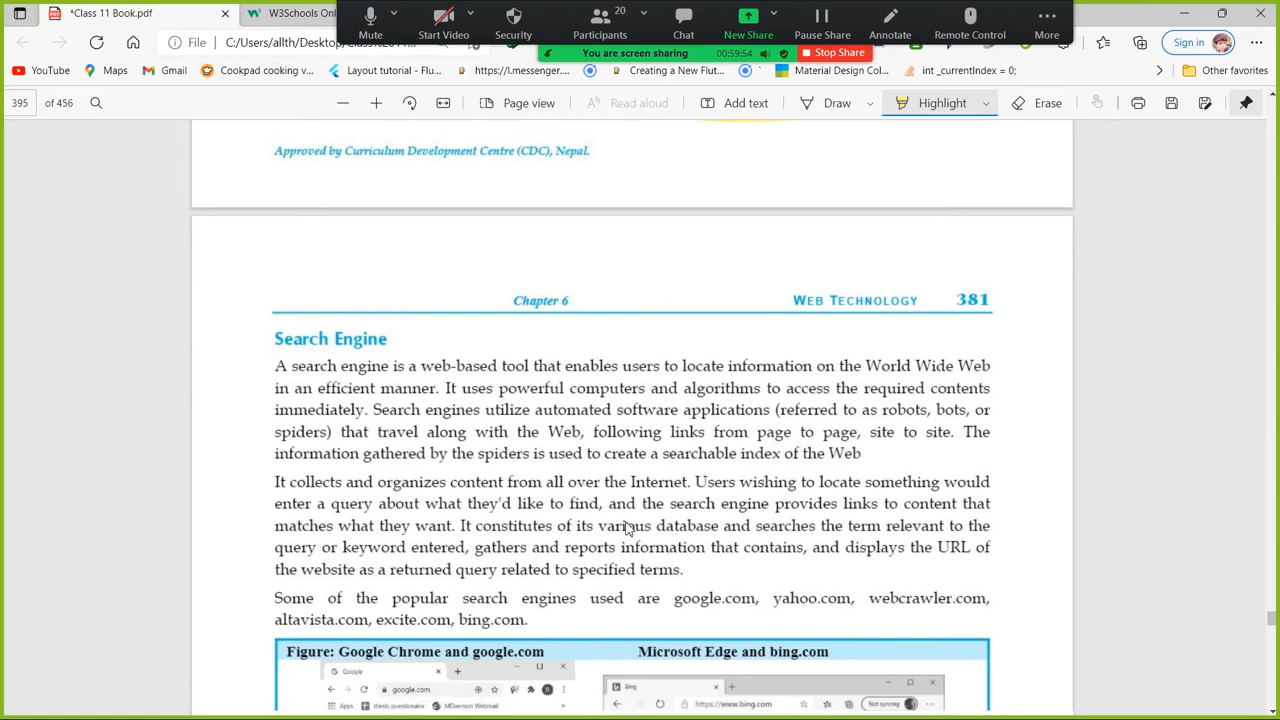 *Class 11 Book.pdf
W3Schools Onl
Mute
Start Video
Security
20
Participants
Chat
New Share
Pause Share
Annotate
Remote Control
More
You are screen sharing
00:59:54
Stop Share
File
C:/Users/allth/Desktop/Class%20
Sign in
YouTube
Maps
Gmail
Cookpad cooking v...
Layout tutorial - Flu...
https://l.messenger...
Creating a New Flut...
Material Design Col...
int _currentIndex = 0;
Other favorites
395
of 456
Page view
Read aloud
Add text
Draw
Highlight
Erase
Approved by Curriculum Development Centre (CDC), Nepal.
Chapter 6
WEB TECHNOLOGY
381
Search Engine
A search engine is a web-based tool that enables users to locate information on the World Wide Web
in an efficient manner. It uses powerful computers and algorithms to access the required contents
immediately. Search engines utilize automated software applications (referred to as robots, bots, or
spiders) that travel along with the Web, following links from page to page, site to site. The
information gathered by the spiders is used to create a searchable index of the Web
It collects and organizes content from all over the Internet. Users wishing to locate something would
enter a query about what they'd like to find, and the search engine provides links to content that
matches what they want. It constitutes of its various database and searches the term relevant to the
query or keyword entered, gathers and reports information that contains, and displays the URL of
the website as a returned query related to specified terms.
Some of the popular search engines used are google.com, yahoo.com, webcrawler.com,
altavista.com, excite.com, bing.com.
Figure: Google Chrome and google.com
Microsoft Edge and bing.com
Google
google.com
Apps
thesis questionaire
MDaemon Webmail
Bing
https://www.bing.com
Not syncing